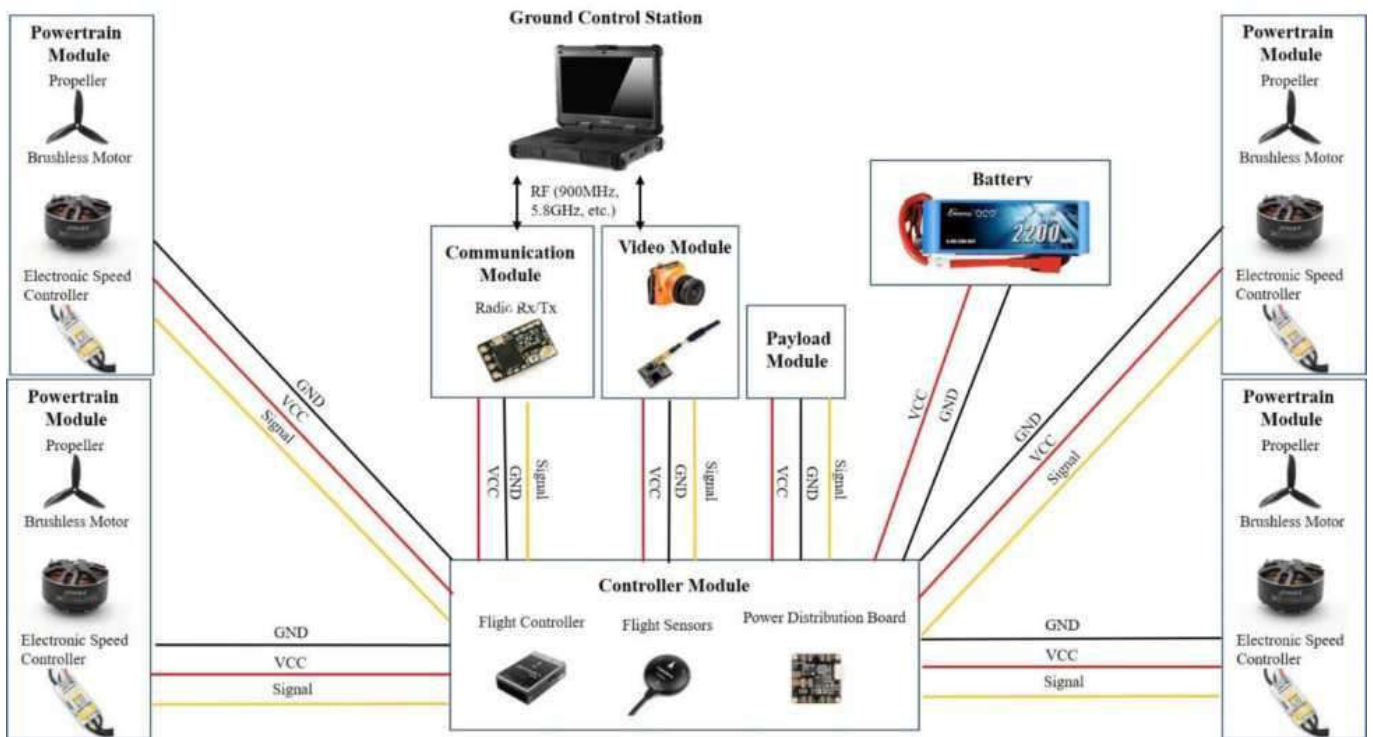 Ground Control Station
Powertrain
Module
Propeller
Brushless Motor
Electronic Speed
Controller
Powertrain
Module
Propeller
Brushless Motor
Electronic Speed
Controller
RF (900MHz,
5.8GHz, etc.)
Communication
Module
Radio Rx/Tx
Video Module
Payload
Module
Battery
2200
Powertrain
Module
Propeller
Brushless Motor
Electronic Speed
Controller
Powertrain
Module
Propeller
Brushless Motor
Electronic Speed
Controller
GND
VCC
Signal
GND
VCC
Signal
VCC
GND
Signal
VCC
GND
Signal
VCC
GND
Signal
VCC
GND
GND
VCC
Signal
GND
VCC
Signal
Controller Module
Flight Controller
Flight Sensors
Power Distribution Board